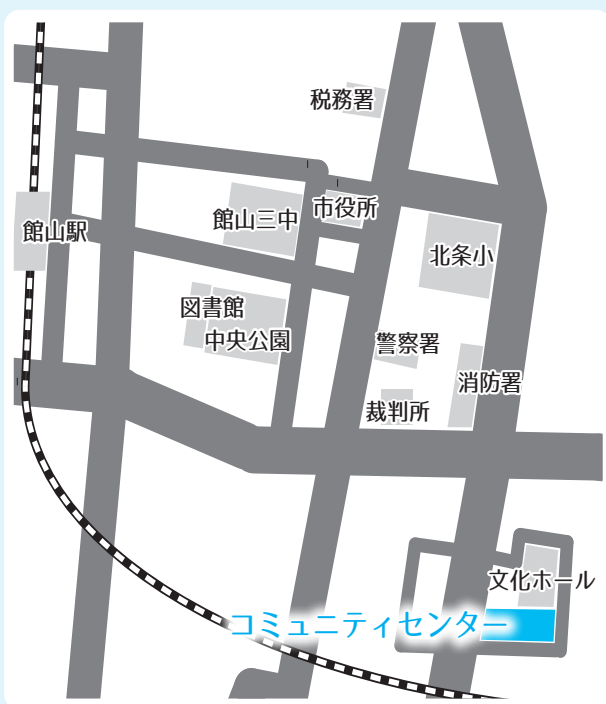 税務署
市役所
館山三中
館山駅
北条小
図書館
中央公園
警察署
消防署
裁判所
文化ホール
コミュニティセンター